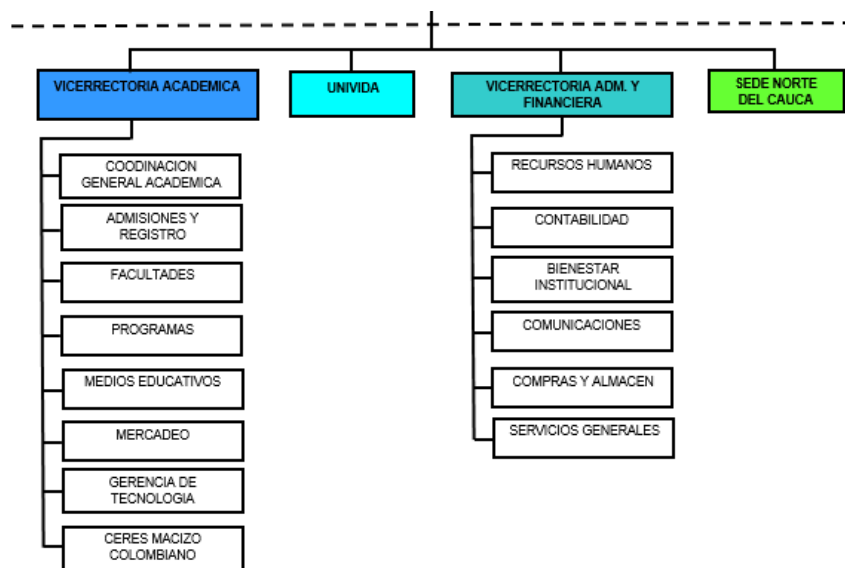 VICERRECTORIA ACADEMICA
UNIVIDA
VICERRECTORIA ADM. Y
FINANCIERA
SEDE NORTE
DEL CAUCA
COODINACION
GENERAL ACADEMICA
ADMISIONES Y
REGISTRO
FACULTADES
PROGRAMAS
MEDIOS EDUCATIVOS
MERCADEO
GERENCIA DE
TECNOLOGIA
CERES MACIZO
COLOMBIANO
RECURSOS HUMANOS
CONTABILIDAD
BIENESTAR
INSTITUCIONAL
COMUNICACIONES
COMPRAS Y ALMACEN
SERVICIOS GENERALES